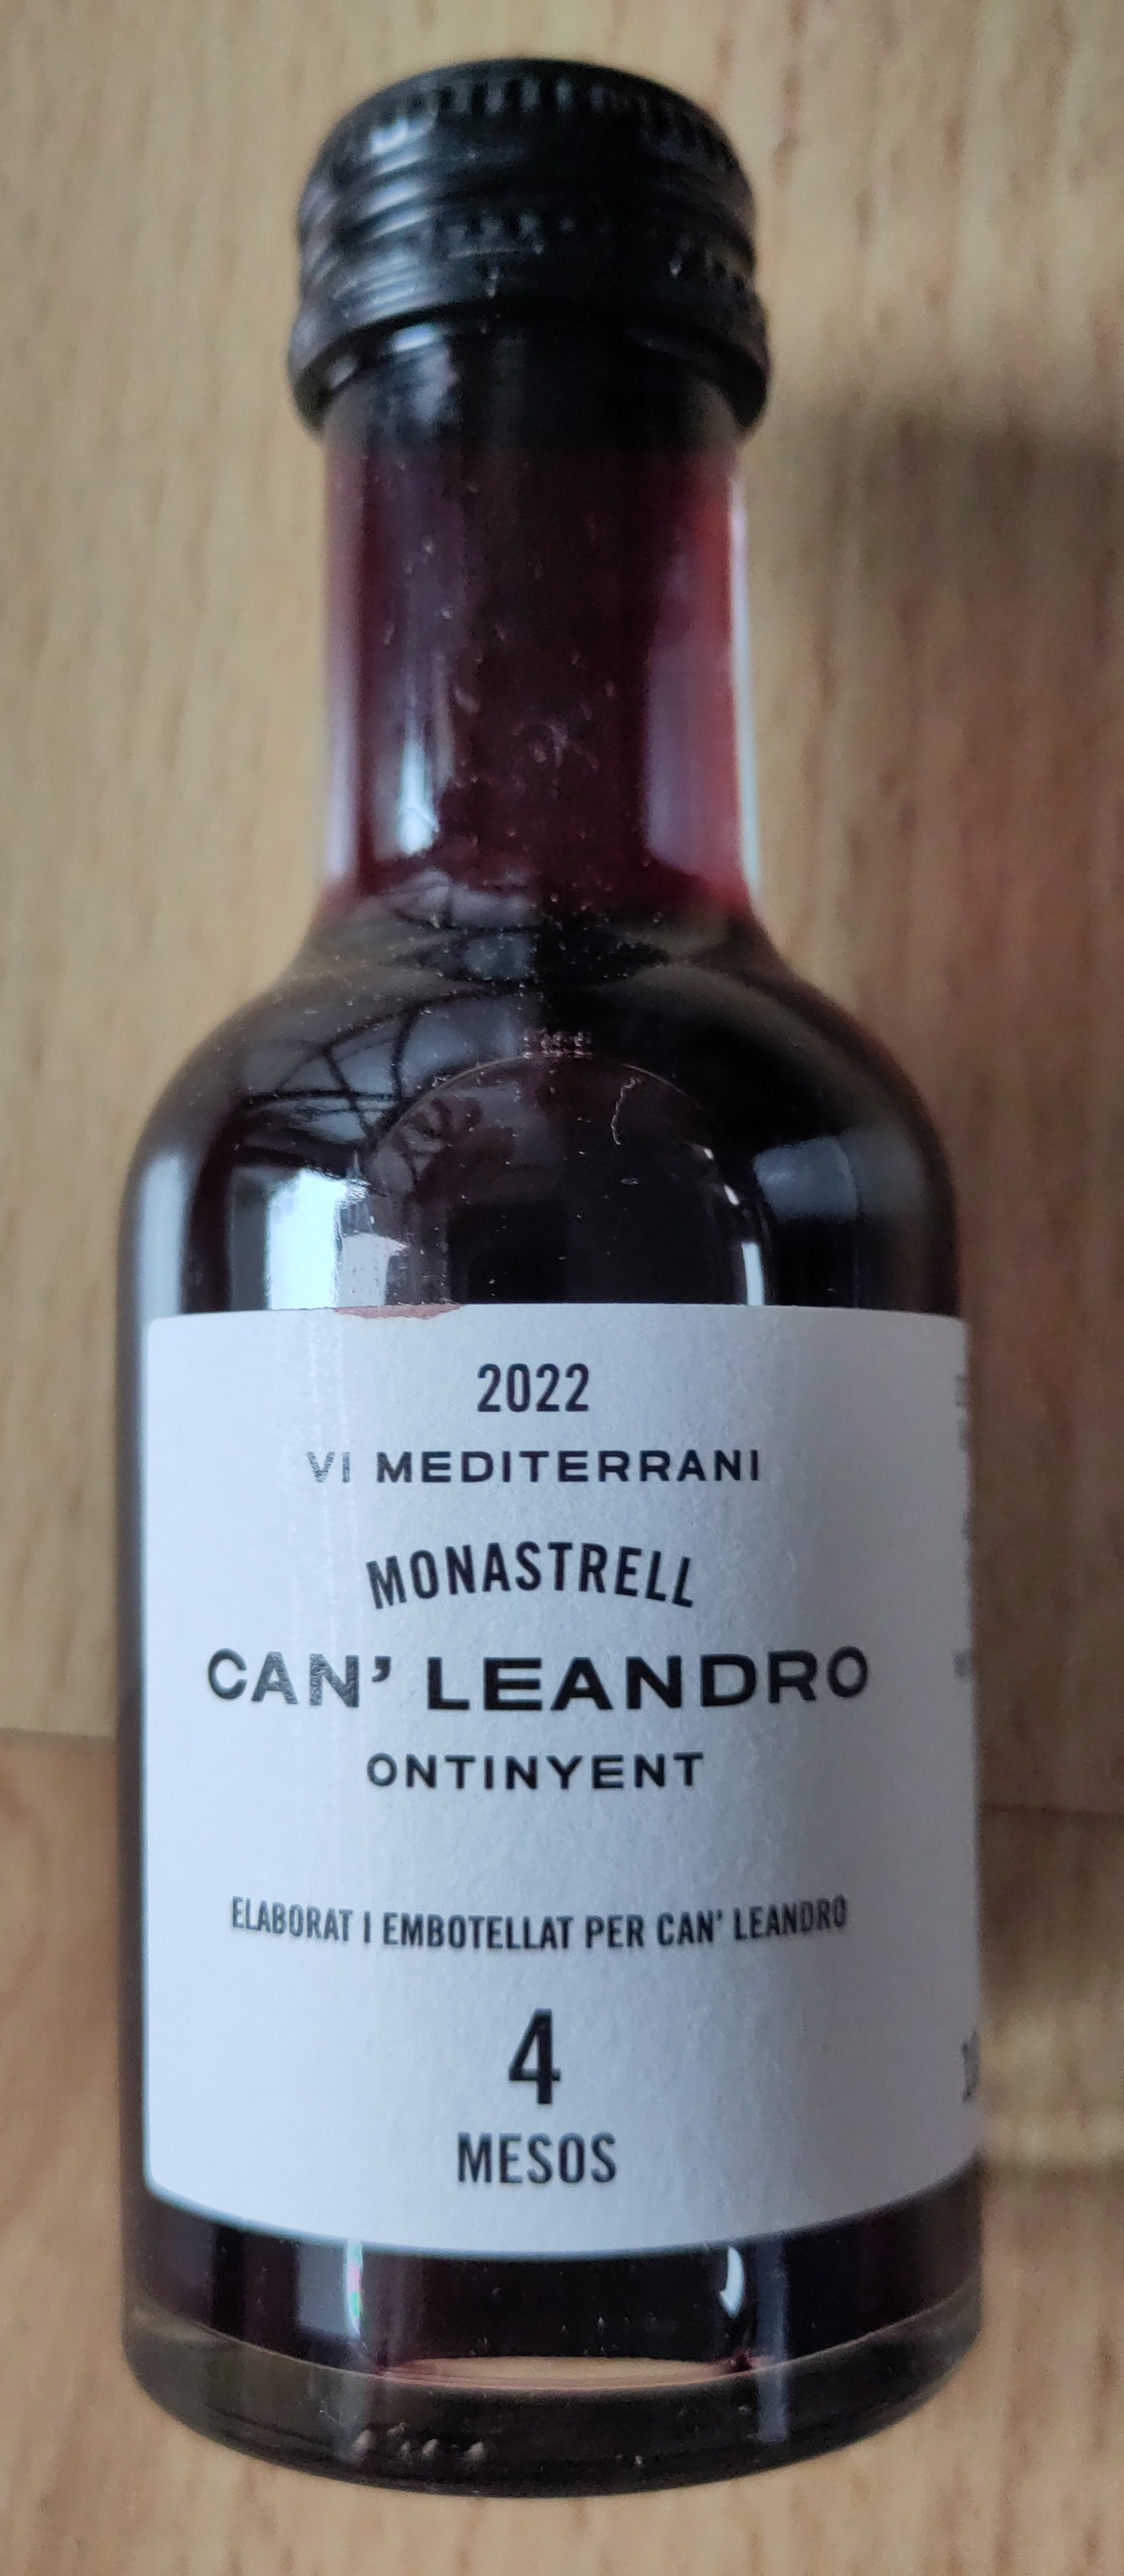 2022
VI MEDITERRANI
MONASTRELL
CAN' LEANDRO
ONTINYENT
ELABORAT I EMBOTELLAT PER CAN' LEANDRO
4
MESOS